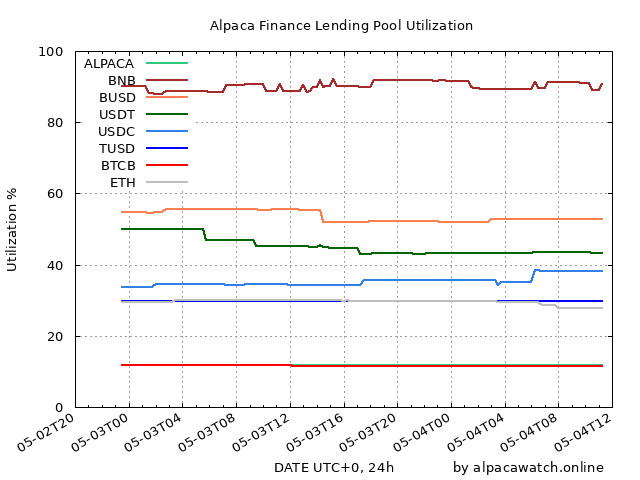 Alpaca Finance Lending Pool Utilization
100
80
60
40
20
0
Utilization %
ALPACA
BNB
BUSD
USDT
USDC
TUSD
BTCB
ETH
05-02T20
05-03T00
05-03T04
05-03T08
05-03T12
05-03T16
05-03T20
05-04T00
05-04T04
05-04T08
05-04T12
DATE UTC+0, 24h
by alpacawatch.online